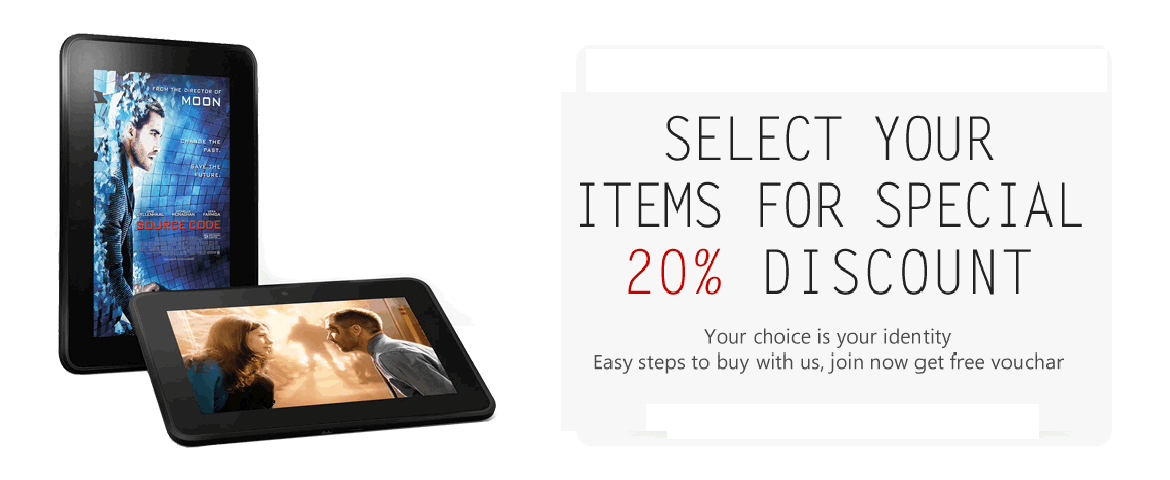 FROM THE DIRECTOR OF
MOON
CHANGE THE
PAST.
SAVE THE
FUTURE.
SOURCE CODE
SELECT YOUR
ITEMS FOR SPECIAL
20% DISCOUNT
Your choice is your identity
Easy steps to buy with us, join now get free vouchar